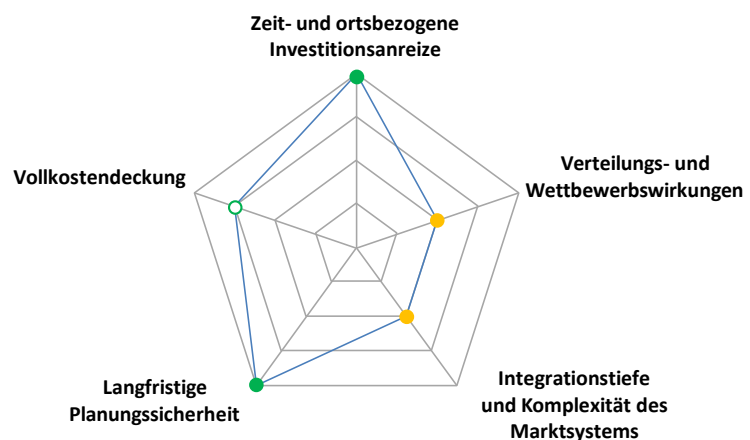 Zeit- und ortsbezogene
Investitionsanreize
Verteilungs- und
Wettbewerbswirkungen
Vollkostendeckung
Integrationstiefe
und Komplexität des
Marktsystems
Langfristige
Planungssicherheit